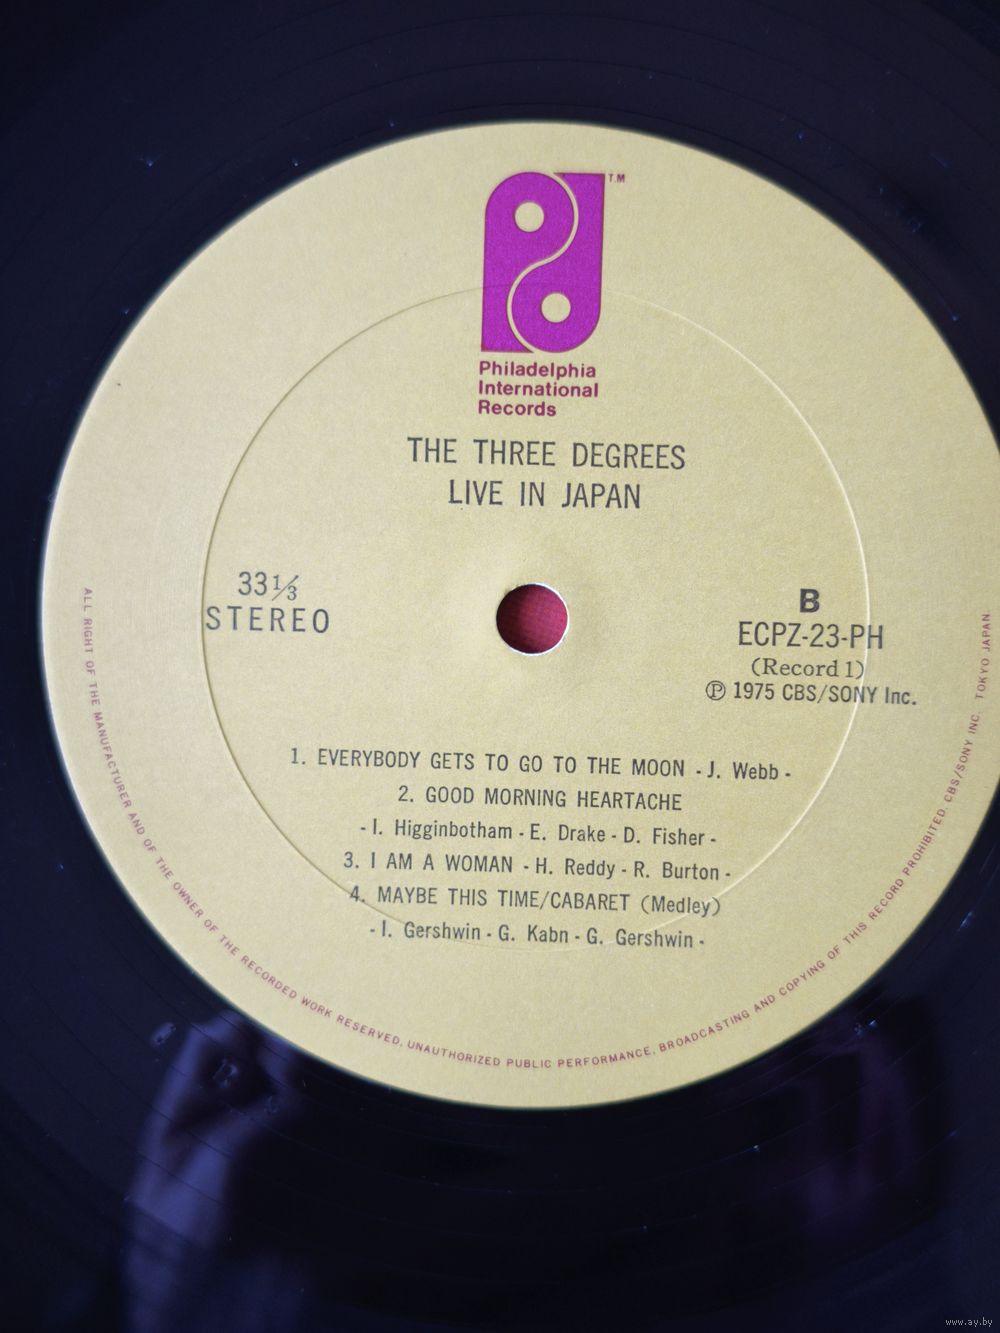 T.M
Philadelphia
International
Records
THE THREE DEGREES
LIVE IN JAPAN
33 1/3
STEREO
B
ECPZ-23-PH
(Record 1)
Ⓟ 1975 CBS/SONY Inc.
1. EVERYBODY GETS TO GO TO THE MOON - J. Webb -
2. GOOD MORNING HEARTACHE
- I. Higginbotham - E. Drake - D. Fisher -
3. I AM A WOMAN - H. Reddy - R. Burton -
4. MAYBE THIS TIME/CABARET (Medley)
- I. Gershwin - G. Kabn - G. Gershwin -
ALL RIGHT OF THE MANUFACTURER AND OF THE OWNER OF THE RECORDED WORK RESERVED. UNAUTHORIZED PUBLIC PERFORMANCE, BROADCASTING AND COPYING OF THIS RECORD PROHIBITED. CBS/SONY INC. TOKYO JAPAN
www.ay.by